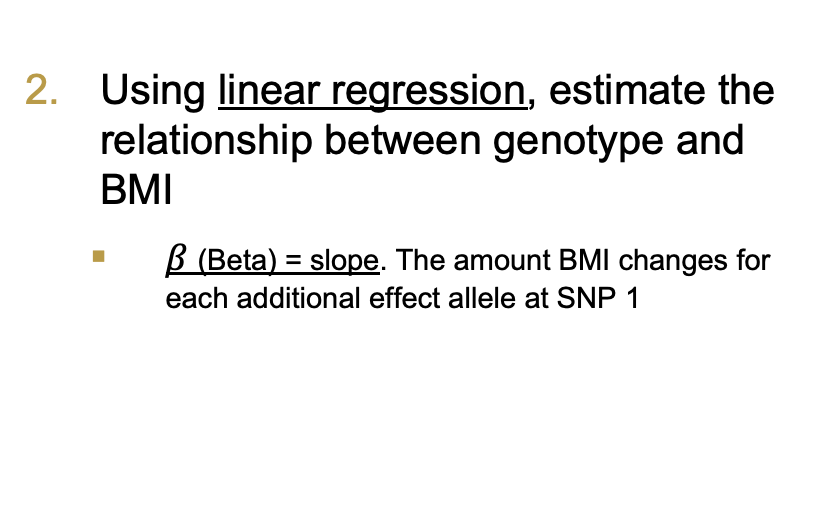 2. Using linear regression, estimate the
relationship between genotype and
BMI
▪ β (Beta) = slope. The amount BMI changes for
each additional effect allele at SNP 1